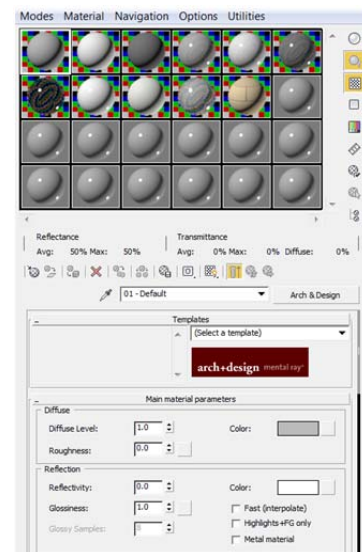 Modes Material Navigation Options Utilities
Reflectance Transmittance
Avg: 50% Max: 50% Avg: 0% Max: 0% Diffuse: 0%
01 - Default Arch & Design
- Templates
(Select a template)
arch+design mental ray
- Main material parameters
Diffuse
Diffuse Level: 1.0 Color:
Roughness: 0.0
Reflection
Reflectivity: 0.0 Color:
Glossiness: 1.0 Fast (interpolate)
Highlights+FG only
Glossy Samples: 8 Metal material